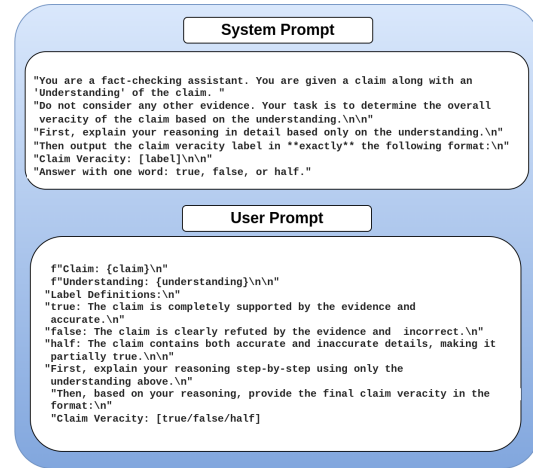 System Prompt
"You are a fact-checking assistant. You are given a claim along with an
'Understanding' of the claim. "
"Do not consider any other evidence. Your task is to determine the overall
veracity of the claim based on the understanding.\n\n"
"First, explain your reasoning in detail based only on the understanding.\n"
"Then output the claim veracity label in **exactly** the following format:\n"
"Claim Veracity: [label]\n\n"
"Answer with one word: true, false, or half."
User Prompt
f"Claim: {claim}\n"
f"Understanding: {understanding}\n\n"
"Label Definitions:\n"
"true: The claim is completely supported by the evidence and
accurate.\n"
"false: The claim is clearly refuted by the evidence and  incorrect.\n"
"half: The claim contains both accurate and inaccurate details, making it
partially true.\n\n"
"First, explain your reasoning step-by-step using only the
understanding above.\n"
"Then, based on your reasoning, provide the final claim veracity in the
format:\n"
"Claim Veracity: [true/false/half]